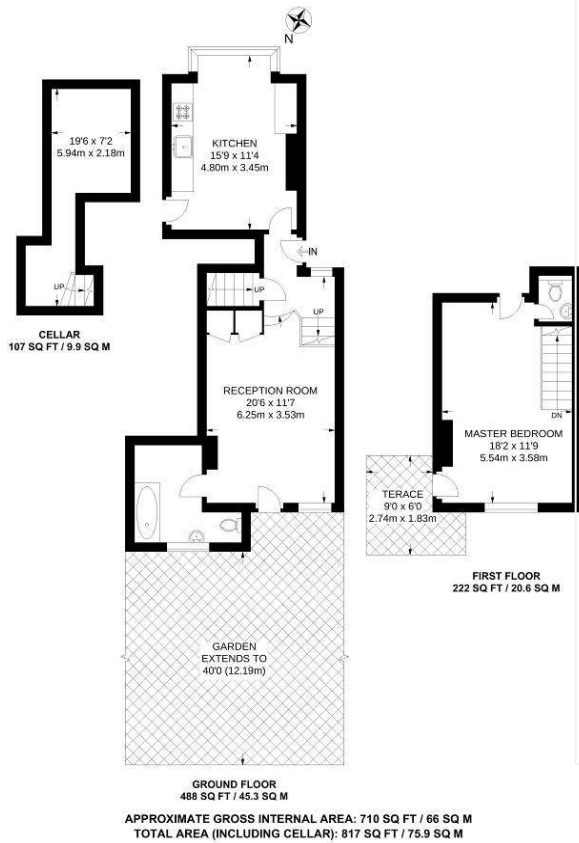 N
KITCHEN
15'9 x 11'4
4.80m x 3.45m
19'6 x 7'2
5.94m x 2.18m
UP
CELLAR
107 SQ FT / 9.9 SQ M
IN
UP
UP
RECEPTION ROOM
20'6 x 11'7
6.25m x 3.53m
DN
MASTER BEDROOM
18'2 x 11'9
5.54m x 3.58m
TERACE
9'0 x 6'0
2.74m x 1.83m
FIRST FLOOR
222 SQ FT / 20.6 SQ M
GARDEN
EXTENDS TO
40'0 (12.19m)
GROUND FLOOR
488 SQ FT / 45.3 SQ M
APPROXIMATE GROSS INTERNAL AREA: 710 SQ FT / 66 SQ M
TOTAL AREA (INCLUDING CELLAR): 817 SQ FT / 75.9 SQ M